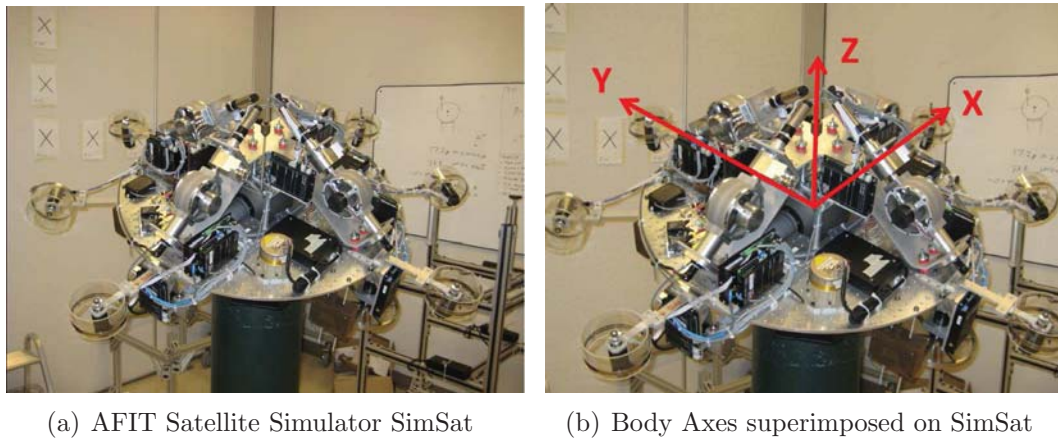 Z
Y
X
(a) AFIT Satellite Simulator SimSat
(b) Body Axes superimposed on SimSat